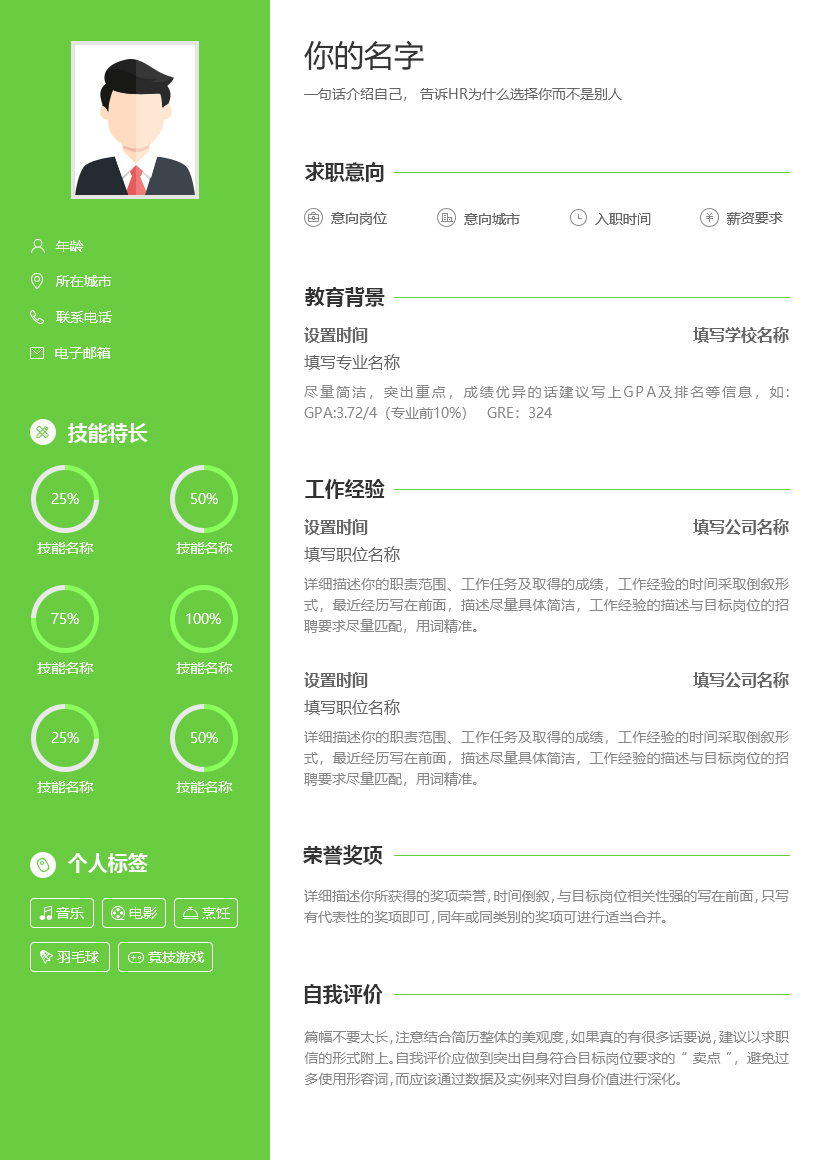 年龄
所在城市
联系电话
电子邮箱
技能特长
25%
50%
技能名称
技能名称
75%
100%
技能名称
技能名称
25%
50%
技能名称
技能名称
个人标签
音乐
电影
烹饪
羽毛球
竞技游戏
你的名字
一句话介绍自己， 告诉HR为什么选择你而不是别人
求职意向
意向岗位
意向城市
入职时间
薪资要求
教育背景
设置时间
填写学校名称
填写专业名称
尽量简洁，突出重点，成绩优异的话建议写上GPA及排名等信息，如:
GPA:3.72/4（专业前10%） GRE：324
工作经验
设置时间
填写公司名称
填写职位名称
详细描述你的职责范围、工作任务及取得的成绩，工作经验的时间采取倒叙形
式，最近经历写在前面，描述尽量具体简洁，工作经验的描述与目标岗位的招
聘要求尽量匹配，用词精准。
设置时间
填写公司名称
填写职位名称
详细描述你的职责范围、工作任务及取得的成绩，工作经验的时间采取倒叙形
式，最近经历写在前面，描述尽量具体简洁，工作经验的描述与目标岗位的招
聘要求尽量匹配，用词精准。
荣誉奖项
详细描述你所获得的奖项荣誉,时间倒叙,与目标岗位相关性强的写在前面,只写
有代表性的奖项即可,同年或同类别的奖项可进行适当合并。
自我评价
篇幅不要太长,注意结合简历整体的美观度,如果真的有很多话要说,建议以求职
信的形式附上。自我评价应做到突出自身符合目标岗位要求的“ 卖点 ”，避免过
多使用形容词,而应该通过数据及实例来对自身价值进行深化。